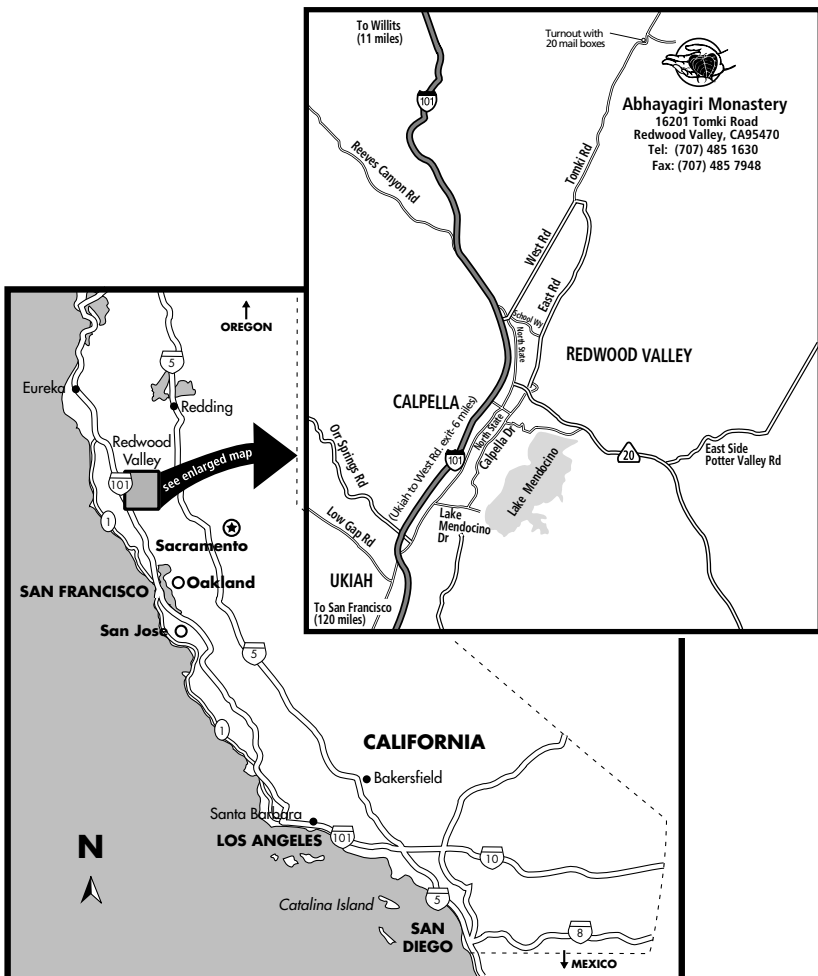 To Willits
(11 miles)
Turnout with
20 mail boxes
101
Abhayagiri Monastery
16201 Tomki Road
Redwood Valley, CA95470
Tel: (707) 485 1630
Fax: (707) 485 7948
Reeves Canyon Rd
Tomki Rd
West Rd
East Rd
School Wy
North State
REDWOOD VALLEY
CALPELLA
(Ukiah to West Rd. exit- 6 miles)
North State
Calpella Dr
101
Orr Springs Rd
Lake Mendocino
20
East Side
Potter Valley Rd
Low Gap Rd
Lake
Mendocino
Dr
UKIAH
To San Francisco
(120 miles)
OREGON
5
Eureka
Redding
Redwood
Valley
see enlarged map
101
1
Sacramento
Oakland
SAN FRANCISCO
San Jose
5
1
CALIFORNIA
Bakersfield
Santa Barbara
LOS ANGELES
101
10
N
Catalina Island
5
SAN
DIEGO
8
MEXICO